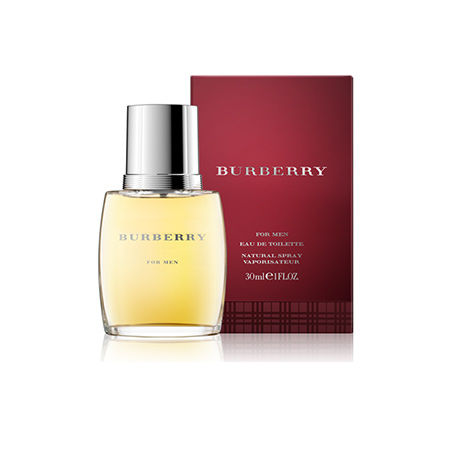 BURBERRY
FOR MEN
BURBERRY
FOR MEN
EAU DE TOILETTE
NATURAL SPRAY
VAPORISATEUR
30ml℮1FL.OZ.